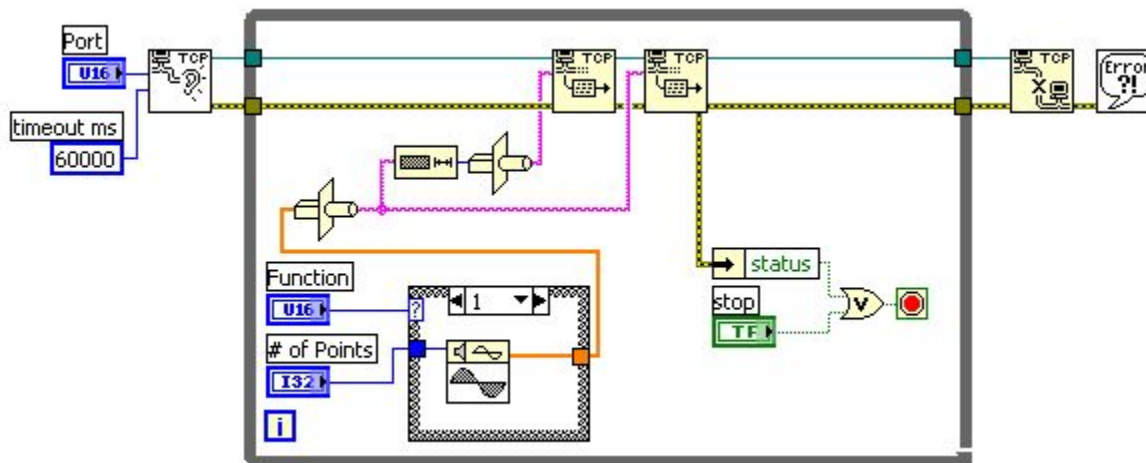 Port
U16
timeout ms
60000
TCP
TCP
TCP
TCP
Error
?!
Function
U16
?
# of Points
I32
i
1
status
stop
TF
V